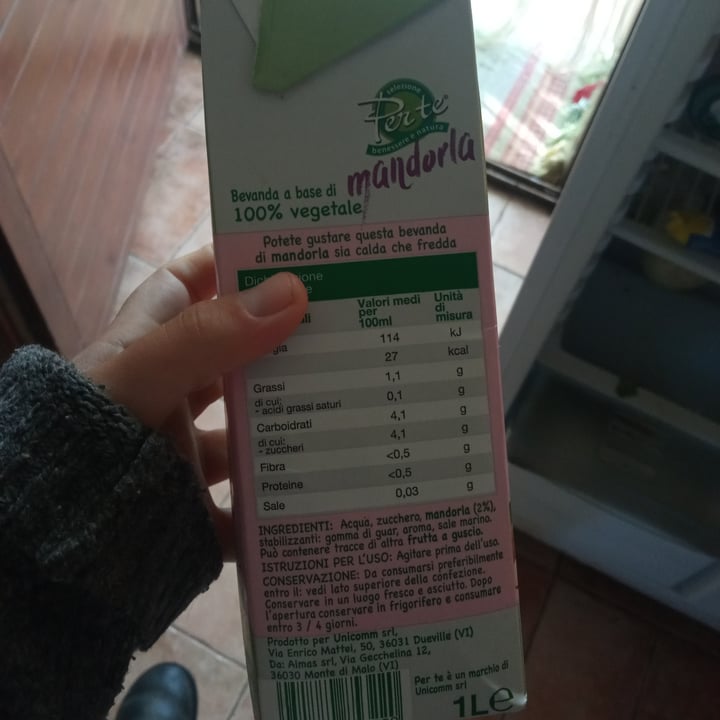 selezione
Per te
benessere e natura
mandorla
Bevanda a base di
100% vegetale
Potete gustare questa bevanda
di mandorla sia calda che fredda
Valori medi per 100ml
Unità di misura
114 kJ
27 kcal
Grassi 1,1 g
di cui:
- acidi grassi saturi 0,1 g
Carboidrati 4,1 g
di cui:
- zuccheri 4,1 g
Fibra <0,5 g
Proteine <0,5 g
Sale 0,03 g
INGREDIENTI: Acqua, zucchero, mandorla (2%),
stabilizzanti: gomma di guar, aroma, sale marino.
Può contenere tracce di altra frutta a guscio.
ISTRUZIONI PER L'USO: Agitare prima dell'uso.
CONSERVAZIONE: Da consumarsi preferibilmente
entro il: vedi lato superiore della confezione.
Conservare in un luogo fresco e asciutto. Dopo
l'apertura conservare in frigorifero e consumare
entro 3 / 4 giorni.
Prodotto per Unicomm srl,
Via Enrico Mattei, 50, 36031 Dueville (VI)
Da: Almas srl, Via Gecchelina 12,
36030 Monte di Malo (VI)
Per te è un marchio di
Unicomm srl
1L e